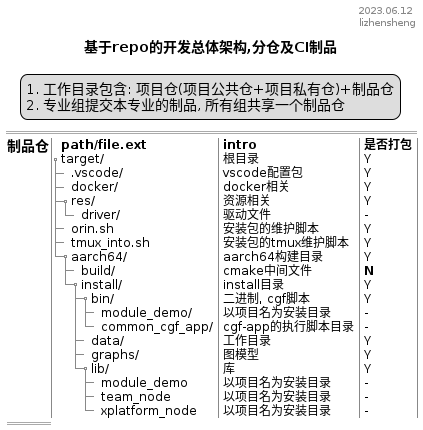 2023.06.12
lizhensheng
基于repo的开发总体架构,分仓及CI制品
1. 工作目录包含: 项目仓(项目公共仓+项目私有仓)+制品仓
2. 专业组提交本专业的制品, 所有组共享一个制品仓
制品仓 path/file.ext intro 是否打包
target/ 根目录 Y
.vscode/ vscode配置包 Y
docker/ docker相关 Y
res/ 资源相关 Y
driver/ 驱动文件 -
orin.sh 安装包的维护脚本 Y
tmux_into.sh 安装包的tmux维护脚本 Y
aarch64/ aarch64构建目录 Y
build/ cmake中间文件 N
install/ install目录 Y
bin/ 二进制, cgf脚本 Y
module_demo/ 以项目名为安装目录 -
common_cgf_app/ cgf-app的执行脚本目录 -
data/ 工作目录 Y
graphs/ 图模型 Y
lib/ 库 Y
module_demo 以项目名为安装目录 -
team_node 以项目名为安装目录 -
xplatform_node 以项目名为安装目录 -